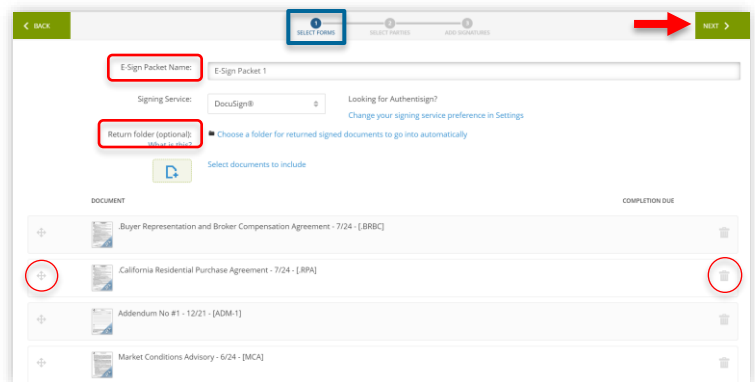 BACK
1
2
3
NEXT
SELECT FORMS
SELECT PARTIES
ADD SIGNATURES
E-Sign Packet Name:
E-Sign Packet 1
Signing Service:
DocuSign®
Looking for Authentisign?
Change your signing service preference in Settings
Return folder (optional):
Choose a folder for returned signed documents to go into automatically
What is this?
Select documents to include
DOCUMENT
COMPLETION DUE
.Buyer Representation and Broker Compensation Agreement - 7/24 - [.BRBC]
.California Residential Purchase Agreement - 7/24 - [.RPA]
Addendum No #1 - 12/21 - [ADM-1]
Market Conditions Advisory - 6/24 - [MCA]